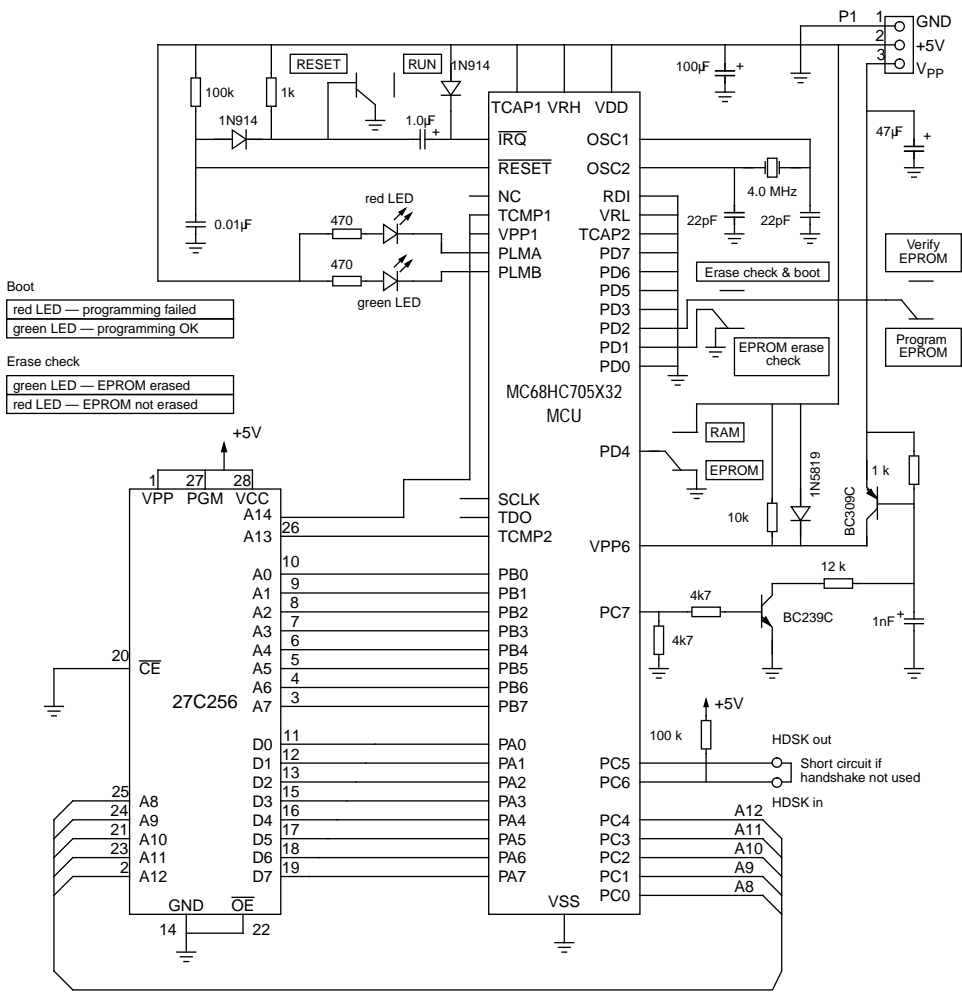 P1
1 GND
2 +5V
3 VPP
RESET
RUN
1N914
100µF +
100k
1k
1N914
1.0µF +
47µF +
TCAP1 VRH VDD
IRQ
RESET
NC
TCMP1
VPP1
PLMA
PLMB
OSC1
OSC2
RDI
VRL
TCAP2
PD7
PD6
PD5
PD3
PD2
PD1
PD0
4.0 MHz
22pF 22pF
0.01µF
red LED
470
470
green LED
Erase check & boot
EPROM erase
check
Verify
EPROM
Program
EPROM
Boot
red LED — programming failed
green LED — programming OK
Erase check
green LED — EPROM erased
red LED — EPROM not erased
MC68HC705X32
MCU
RAM
PD4
EPROM
+5V
1 27 28
VPP PGM VCC
A14
A13 26
SCLK
TDO
TCMP2
VPP6
10k
1N5819
1 k
BC309C
A0 10 PB0
A1 9 PB1
A2 8 PB2
A3 7 PB3
A4 6 PB4
A5 5 PB5
A6 4 PB6
A7 3 PB7
12 k
PC7
4k7
4k7
BC239C
1nF +
20 CE
27C256
D0 11 PA0
D1 12 PA1
D2 13 PA2
D3 15 PA3
D4 16 PA4
D5 17 PA5
D6 18 PA6
D7 19 PA7
+5V
100 k
HDSK out
PC5
PC6
Short circuit if
handshake not used
HDSK in
25 A8
24 A9
21 A10
23 A11
2 A12
PC4 A12
PC3 A11
PC2 A10
PC1 A9
PC0 A8
GND OE
14 22
VSS